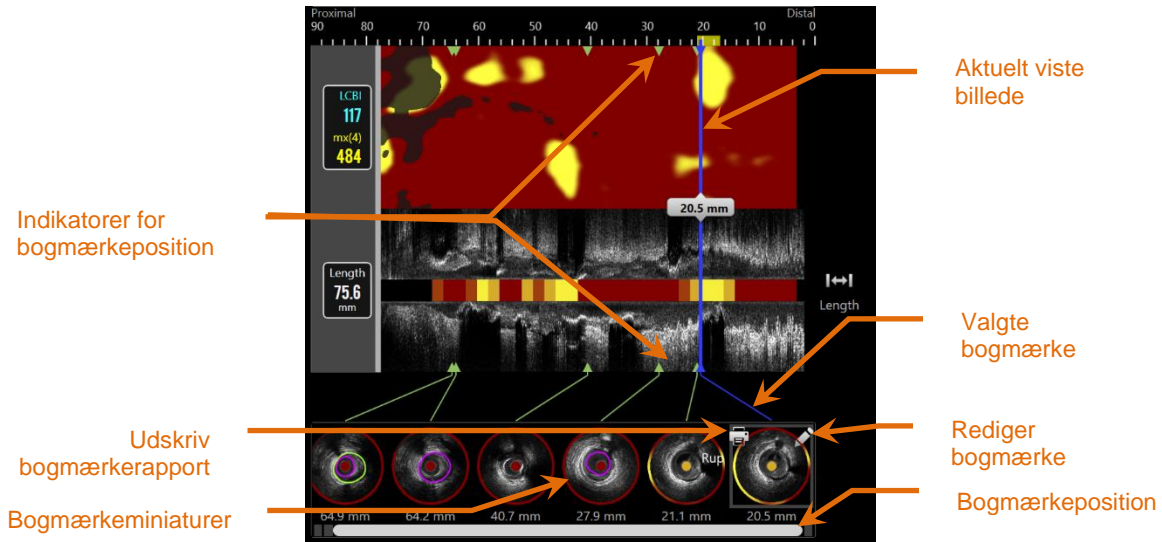 Proximal
Distal
90 80 70 60 50 40 30 20 10 0
LCBI
117
mx(4)
484
20.5 mm
Length
75.6
mm
Length
Aktuelt viste
billede
Indikatorer for
bogmærkeposition
Valgte
bogmærke
Udskriv
bogmærkerapport
Rediger
bogmærke
Rup
Bogmærkeminiaturer
Bogmærkeposition
64.9 mm
64.2 mm
40.7 mm
27.9 mm
21.1 mm
20.5 mm